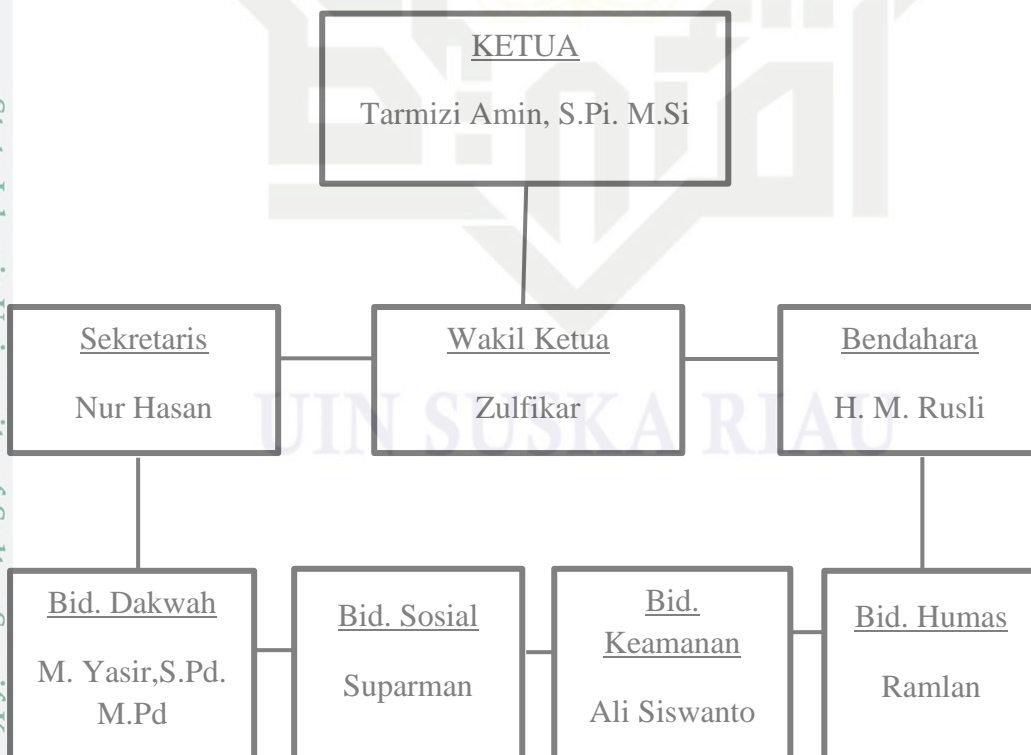 KETUA
Tarmizi Amin, S.Pi. M.Si
Sekretaris
Nur Hasan
Wakil Ketua
Zulfikar
Bendahara
H. M. Rusli
UIN SUSKA RIAU
Bid. Dakwah
M. Yasir,S.Pd.
M.Pd
Bid. Sosial
Suparman
Bid.
Keamanan
Ali Siswanto
Bid. Humas
Ramlan